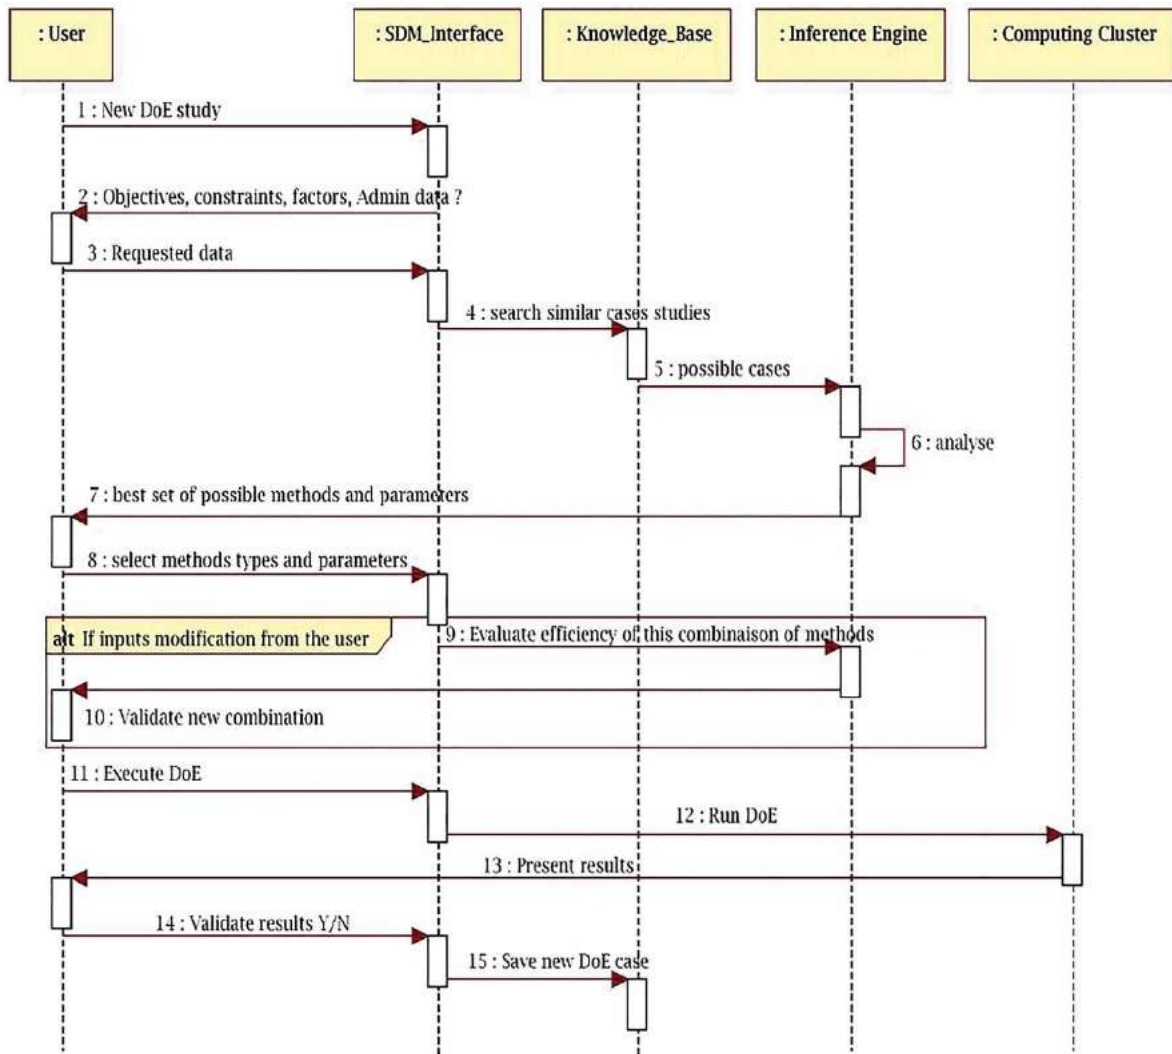 : User
: SDM_Interface
: Knowledge_Base
: Inference Engine
: Computing Cluster
1 : New DoE study
2 : Objectives, constraints, factors, Admin data ?
3 : Requested data
4 : search similar cases studies
5 : possible cases
6 : analyse
7 : best set of possible methods and parameters
8 : select methods types and parameters
alt If inputs modification from the user
9 : Evaluate efficiency of this combinaison of methods
10 : Validate new combination
11 : Execute DoE
12 : Run DoE
13 : Present results
14 : Validate results Y/N
15 : Save new DoE case